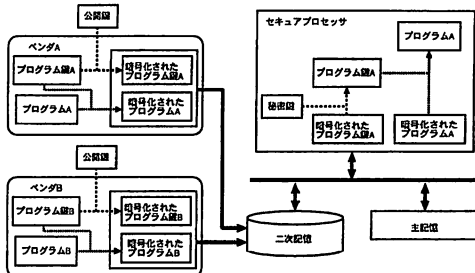 公開鍵
ベンダA
プログラム鍵A
暗号化された
プログラム鍵A
プログラムA
暗号化された
プログラムA
公開鍵
ベンダB
プログラム鍵B
暗号化された
プログラム鍵B
プログラムB
暗号化された
プログラムB
セキュアプロセッサ
プログラムA
プログラム鍵A
秘密鍵
暗号化された
プログラム鍵A
暗号化された
プログラムA
二次記憶
主記憶